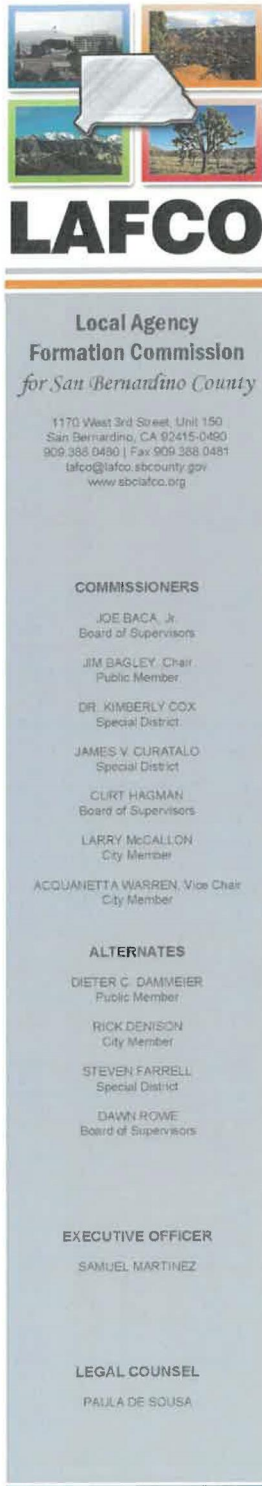 LAFCO
Local Agency
Formation Commission
for San Bernardino County
1170 West 3rd Street, Unit 150
San Bernardino, CA 92415-0490
909.388.0480 | Fax 909.388.0481
lafco@lafco.sbcounty.gov
www.sbclafco.org
COMMISSIONERS
JOE BACA, Jr.
Board of Supervisors
JIM BAGLEY, Chair
Public Member
DR. KIMBERLY COX
Special District
JAMES V. CURATALO
Special District
CURT HAGMAN
Board of Supervisors
LARRY McCALLON
City Member
ACQUANETTA WARREN, Vice Chair
City Member
ALTERNATES
DIETER C. DAMMEIER
Public Member
RICK DENISON
City Member
STEVEN FARRELL
Special District
DAWN ROWE
Board of Supervisors
EXECUTIVE OFFICER
SAMUEL MARTINEZ
LEGAL COUNSEL
PAULA DE SOUSA